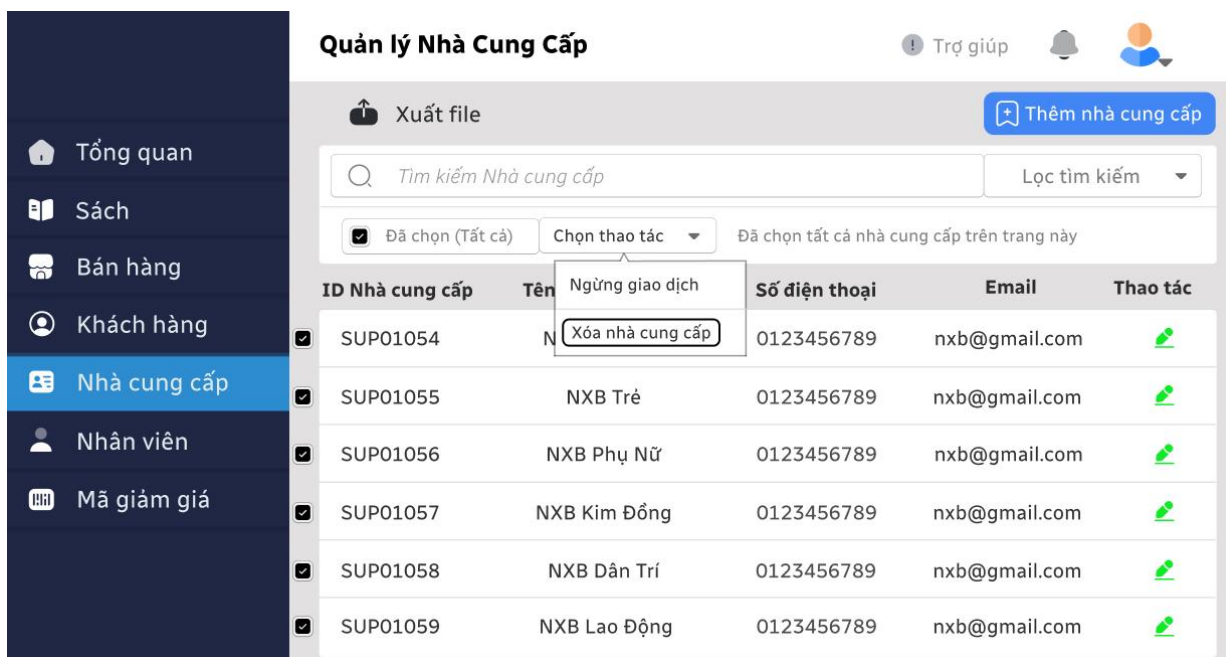 Quản lý Nhà Cung Cấp
Trợ giúp
Xuất file
Thêm nhà cung cấp
Tổng quan
Sách
Bán hàng
Khách hàng
Nhà cung cấp
Nhân viên
Mã giảm giá
Tìm kiếm Nhà cung cấp
Lọc tìm kiếm
Đã chọn (Tất cả) Chọn thao tác Đã chọn tất cả nhà cung cấp trên trang này
Ngừng giao dịch
Xóa nhà cung cấp
ID Nhà cung cấp Tên Số điện thoại Email Thao tác
SUP01054 N 0123456789 nxb@gmail.com
SUP01055 NXB Trẻ 0123456789 nxb@gmail.com
SUP01056 NXB Phụ Nữ 0123456789 nxb@gmail.com
SUP01057 NXB Kim Đồng 0123456789 nxb@gmail.com
SUP01058 NXB Dân Trí 0123456789 nxb@gmail.com
SUP01059 NXB Lao Động 0123456789 nxb@gmail.com